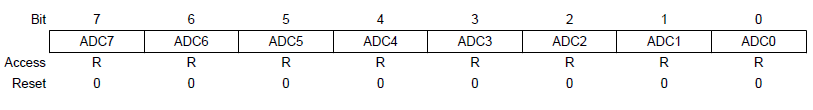 Bit 7 6 5 4 3 2 1 0
ADC7 ADC6 ADC5 ADC4 ADC3 ADC2 ADC1 ADC0
Access R R R R R R R R
Reset 0 0 0 0 0 0 0 0